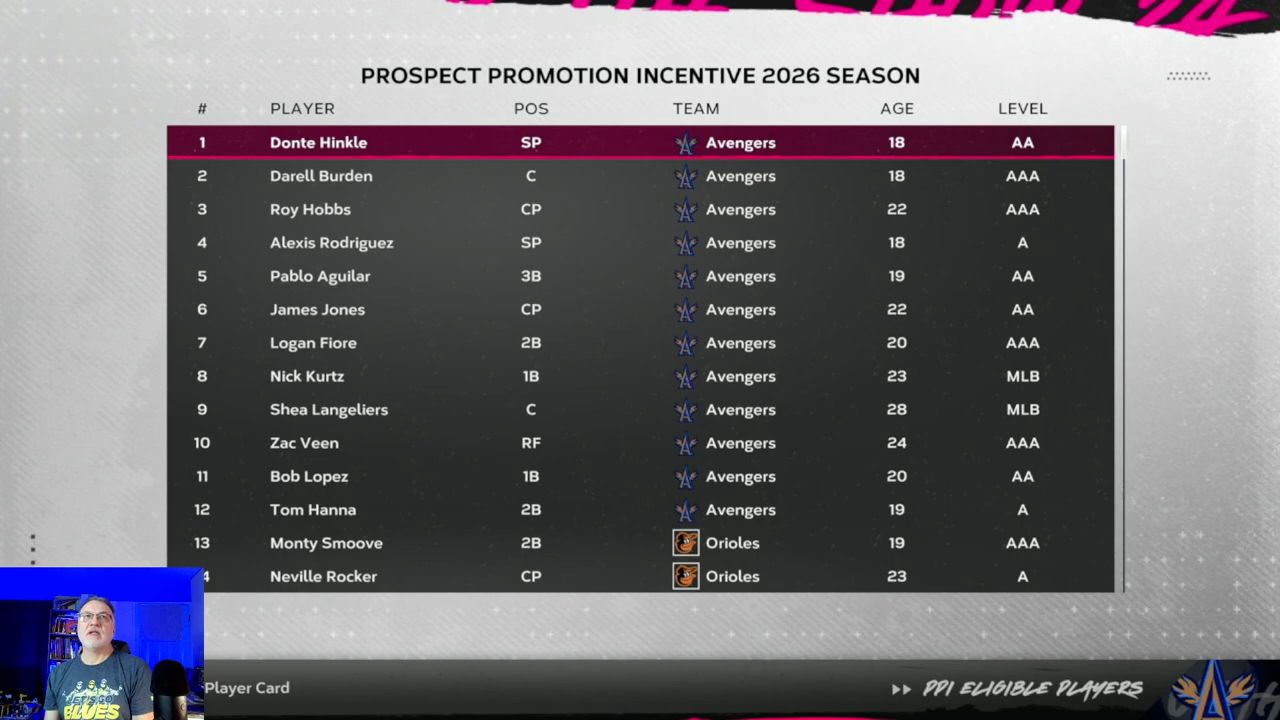 PROSPECT PROMOTION INCENTIVE 2026 SEASON
# PLAYER POS TEAM AGE LEVEL
1 Donte Hinkle SP Avengers 18 AA
2 Darell Burden C Avengers 18 AAA
3 Roy Hobbs CP Avengers 22 AAA
4 Alexis Rodriguez SP Avengers 18 A
5 Pablo Aguilar 3B Avengers 19 AA
6 James Jones CP Avengers 22 AA
7 Logan Fiore 2B Avengers 20 AAA
8 Nick Kurtz 1B Avengers 23 MLB
9 Shea Langeliers C Avengers 28 MLB
10 Zac Veen RF Avengers 24 AAA
11 Bob Lopez 1B Avengers 20 AA
12 Tom Hanna 2B Avengers 19 A
13 Monty Smoove 2B Orioles 19 AAA
4 Neville Rocker CP Orioles 23 A
LET'S GO
BLUES
Player Card
PPI ELIGIBLE PLAYERS